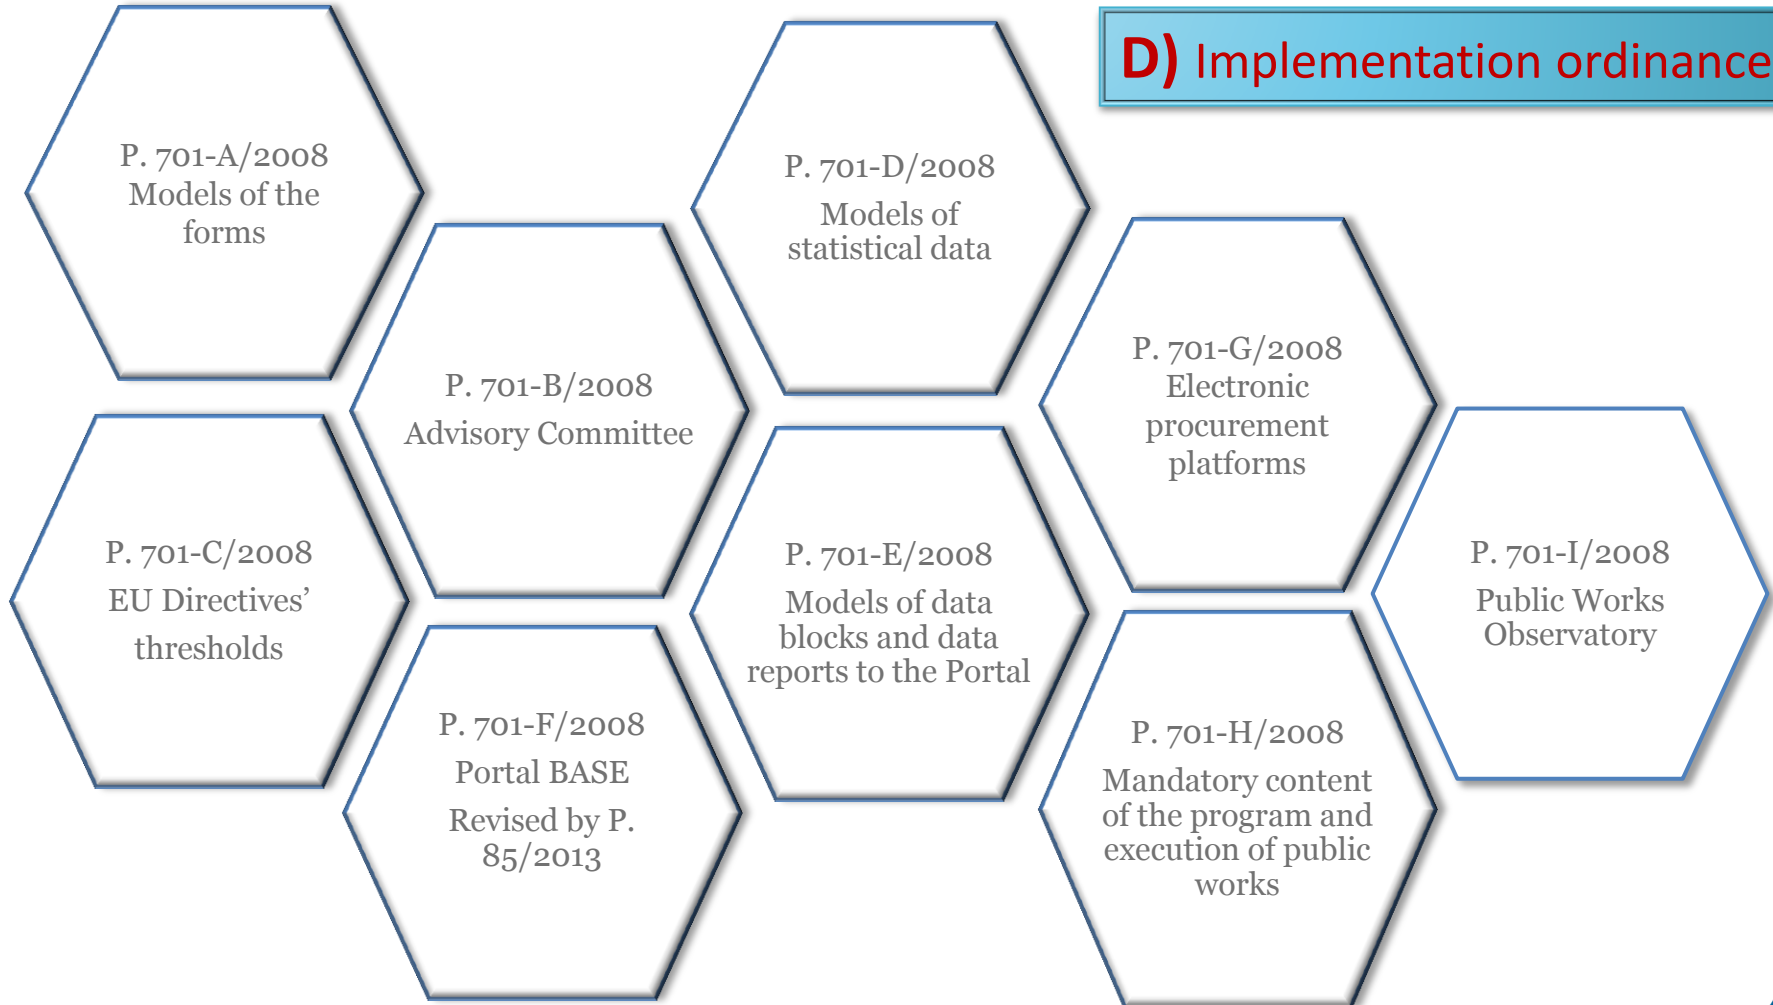 D) Implementation ordinance
P. 701-A/2008
Models of the
forms
P. 701-D/2008
Models of
statistical data
P. 701-B/2008
Advisory Committee
P. 701-G/2008
Electronic
procurement
platforms
P. 701-C/2008
EU Directives’
thresholds
P. 701-E/2008
Models of data
blocks and data
reports to the Portal
P. 701-I/2008
Public Works
Observatory
P. 701-F/2008
Portal BASE
Revised by P.
85/2013
P. 701-H/2008
Mandatory content
of the program and
execution of public
works